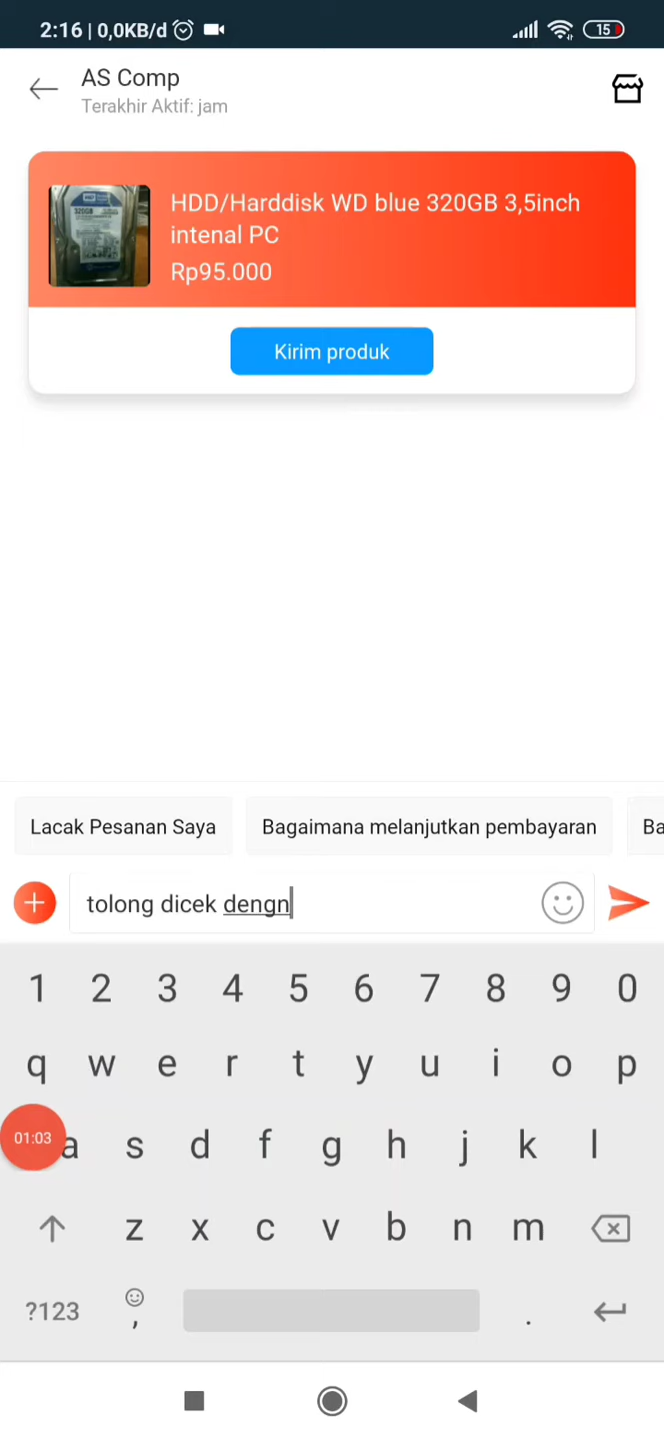 2:16 | 0,0KB/d
15
AS Comp
Terakhir Aktif: jam
320GB
HDD/Harddisk WD blue 320GB 3,5inch
intenal PC
Rp95.000
Kirim produk
Lacak Pesanan Saya
Bagaimana melanjutkan pembayaran
Ba
tolong dicek dengn
1 2 3 4 5 6 7 8 9 0
q w e r t y u i o p
01:03
a s d f g h j k l
z x c v b n m
?123 , .